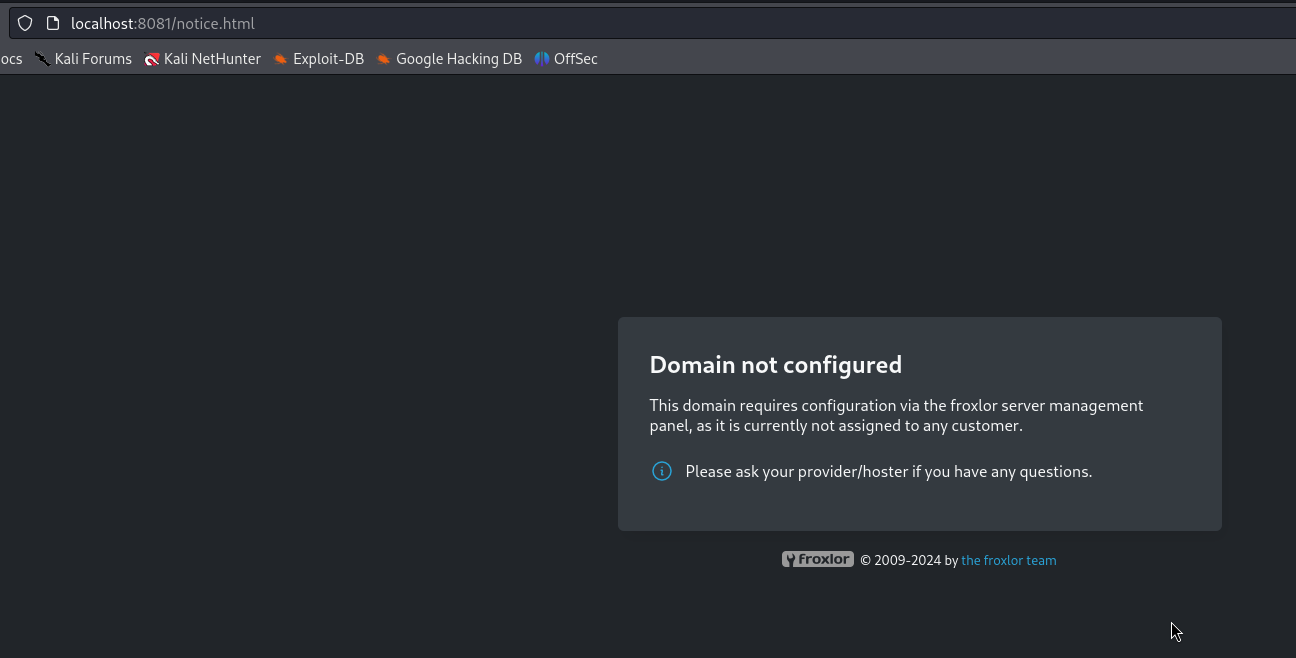 localhost:8081/notice.html
ocs Kali Forums Kali NetHunter Exploit-DB Google Hacking DB OffSec
Domain not configured
This domain requires configuration via the froxlor server management
panel, as it is currently not assigned to any customer.
Please ask your provider/hoster if you have any questions.
froxlor © 2009-2024 by the froxlor team